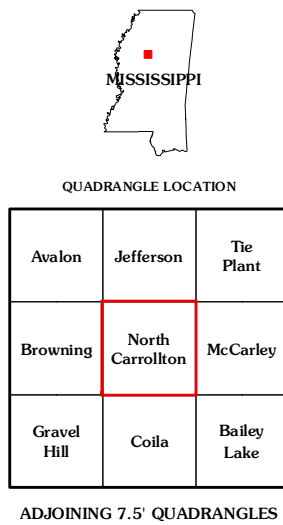 MISSISSIPPI
QUADRANGLE LOCATION
Avalon
Jefferson
Tie
Plant
Browning
North
Carrollton
McCarley
Gravel
Hill
Coila
Bailey
Lake
ADJOINING 7.5' QUADRANGLES